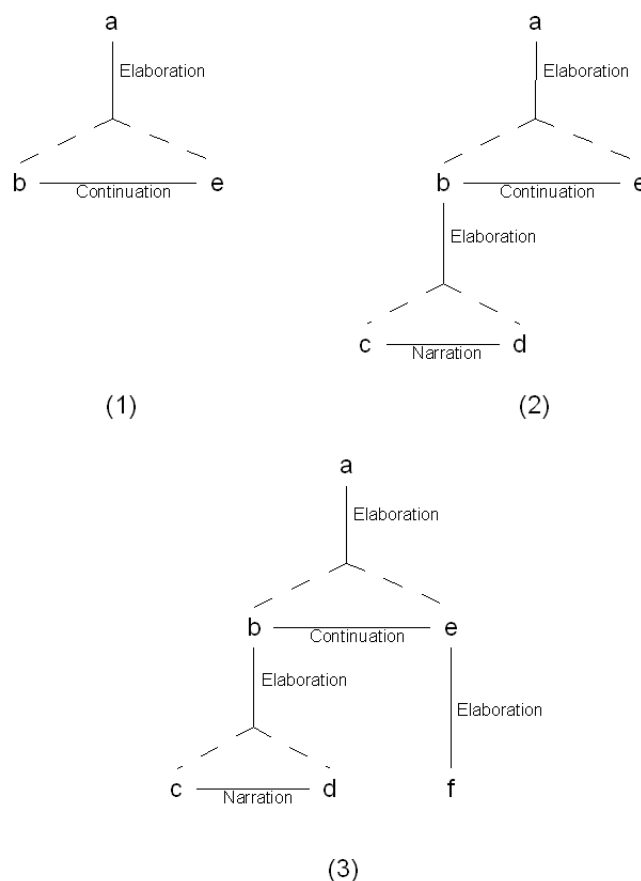 a a
Elaboration Elaboration
b e b e
Continuation Continuation
Elaboration
c d
Narration
(1) (2)
a
Elaboration
b e
Continuation
Elaboration
Elaboration
c d f
Narration
(3)